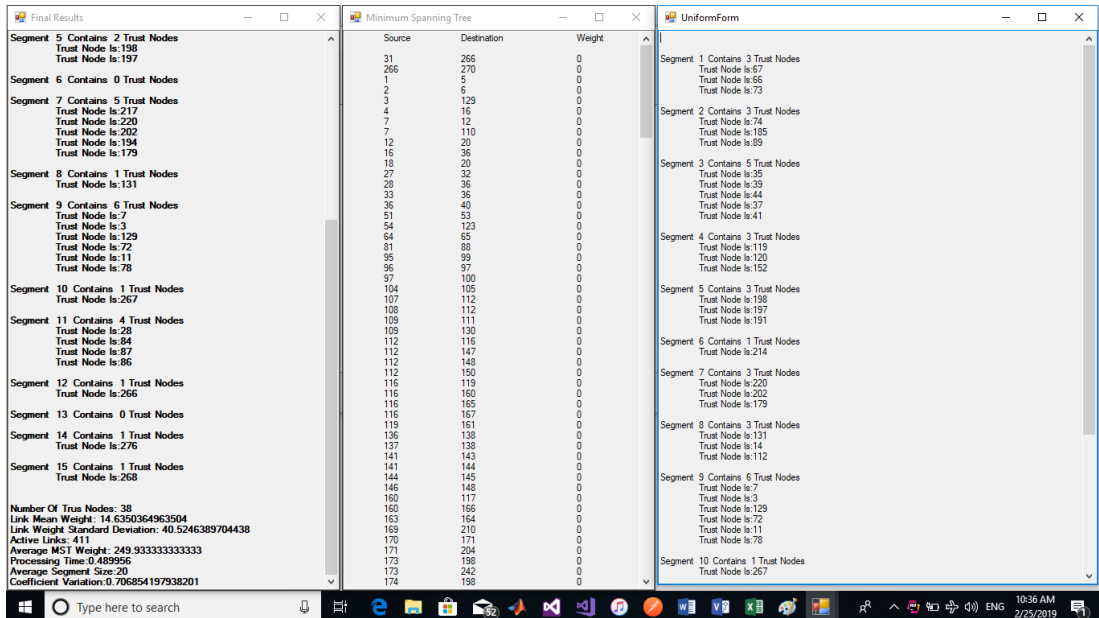 Final Results
Segment 5 Contains 2 Trust Nodes
Trust Node Is:198
Trust Node Is:197
Segment 6 Contains 0 Trust Nodes
Segment 7 Contains 5 Trust Nodes
Trust Node Is:217
Trust Node Is:220
Trust Node Is:202
Trust Node Is:194
Trust Node Is:179
Segment 8 Contains 1 Trust Nodes
Trust Node Is:131
Segment 9 Contains 6 Trust Nodes
Trust Node Is:7
Trust Node Is:3
Trust Node Is:129
Trust Node Is:72
Trust Node Is:11
Trust Node Is:78
Segment 10 Contains 1 Trust Nodes
Trust Node Is:267
Segment 11 Contains 4 Trust Nodes
Trust Node Is:28
Trust Node Is:84
Trust Node Is:87
Trust Node Is:86
Segment 12 Contains 1 Trust Nodes
Trust Node Is:266
Segment 13 Contains 0 Trust Nodes
Segment 14 Contains 1 Trust Nodes
Trust Node Is:276
Segment 15 Contains 1 Trust Nodes
Trust Node Is:268
Number Of Trus Nodes: 38
Link Mean Weight: 14.6350364963504
Link Weight Standard Deviation: 40.5246389704438
Active Links: 411
Average MST Weight: 249.933333333333
Processing Time:0.489956
Average Segment Size:20
Coefficient Variation:0.706854197938201
Minimum Spanning Tree
Source Destination Weight
31 266 0
266 270 0
1 5 0
2 6 0
3 129 0
4 16 0
7 12 0
7 110 0
12 20 0
16 36 0
18 20 0
27 32 0
28 36 0
33 36 0
36 40 0
51 53 0
54 123 0
64 65 0
81 88 0
95 99 0
96 97 0
97 100 0
104 105 0
107 112 0
108 112 0
109 111 0
109 130 0
112 116 0
112 147 0
112 148 0
112 150 0
116 119 0
116 160 0
116 165 0
116 167 0
119 161 0
136 138 0
137 138 0
141 143 0
141 144 0
144 145 0
146 148 0
160 117 0
160 166 0
163 164 0
169 210 0
170 171 0
171 204 0
173 198 0
173 242 0
174 198 0
UniformForm
Segment 1 Contains 3 Trust Nodes
Trust Node Is:67
Trust Node Is:66
Trust Node Is:73
Segment 2 Contains 3 Trust Nodes
Trust Node Is:74
Trust Node Is:185
Trust Node Is:89
Segment 3 Contains 5 Trust Nodes
Trust Node Is:35
Trust Node Is:39
Trust Node Is:44
Trust Node Is:37
Trust Node Is:41
Segment 4 Contains 3 Trust Nodes
Trust Node Is:119
Trust Node Is:120
Trust Node Is:152
Segment 5 Contains 3 Trust Nodes
Trust Node Is:198
Trust Node Is:197
Trust Node Is:191
Segment 6 Contains 1 Trust Nodes
Trust Node Is:214
Segment 7 Contains 3 Trust Nodes
Trust Node Is:220
Trust Node Is:202
Trust Node Is:179
Segment 8 Contains 3 Trust Nodes
Trust Node Is:131
Trust Node Is:14
Trust Node Is:112
Segment 9 Contains 6 Trust Nodes
Trust Node Is:7
Trust Node Is:3
Trust Node Is:129
Trust Node Is:72
Trust Node Is:11
Trust Node Is:78
Segment 10 Contains 1 Trust Nodes
Trust Node Is:267
Type here to search
52
ENG
10:36 AM
2/25/2019
1